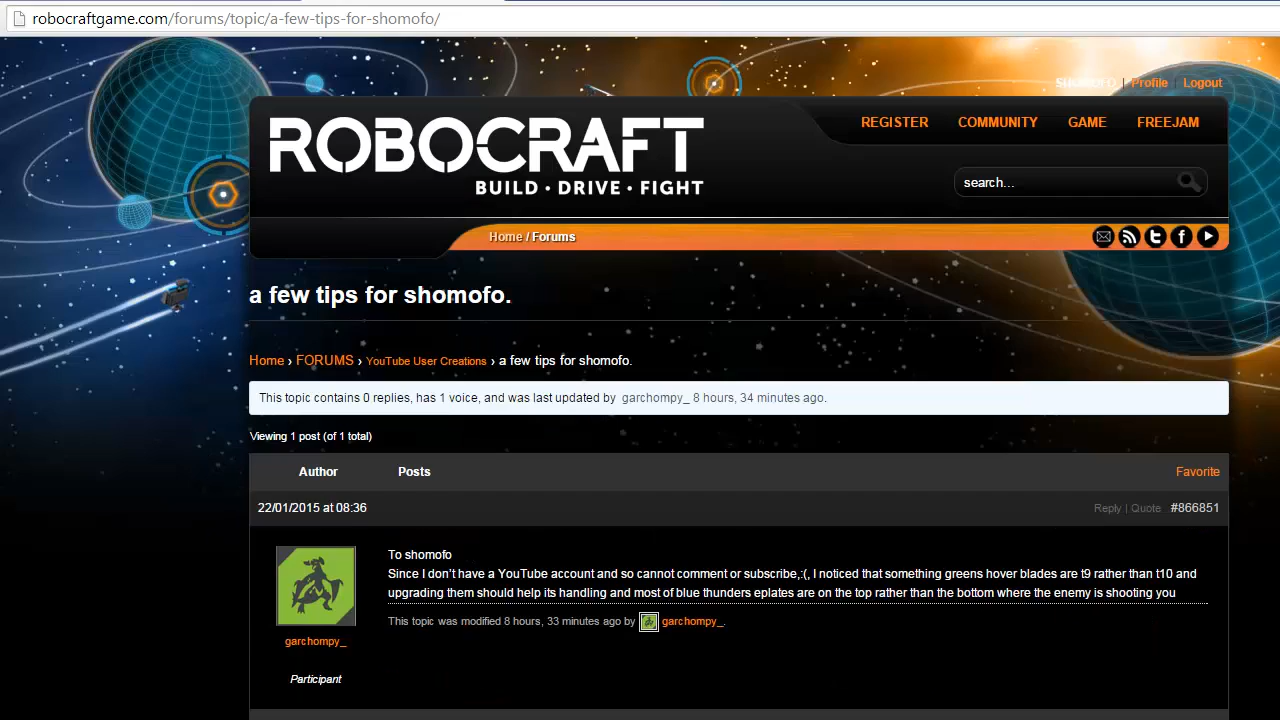 robocraftgame.com/forums/topic/a-few-tips-for-shomofo/
SHOMOFO | Profile | Logout
ROBOCRAFT
BUILD · DRIVE · FIGHT
REGISTER COMMUNITY GAME FREEJAM
search...
Home / Forums
a few tips for shomofo.
Home › FORUMS › YouTube User Creations › a few tips for shomofo.
This topic contains 0 replies, has 1 voice, and was last updated by garchompy_ 8 hours, 34 minutes ago.
Viewing 1 post (of 1 total)
Author Posts Favorite
22/01/2015 at 08:36 Reply | Quote #866851
To shomofo
Since I don't have a YouTube account and so cannot comment or subscribe,:(, I noticed that something greens hover blades are t9 rather than t10 and
upgrading them should help its handling and most of blue thunders eplates are on the top rather than the bottom where the enemy is shooting you
This topic was modified 8 hours, 33 minutes ago by garchompy_.
garchompy_
Participant